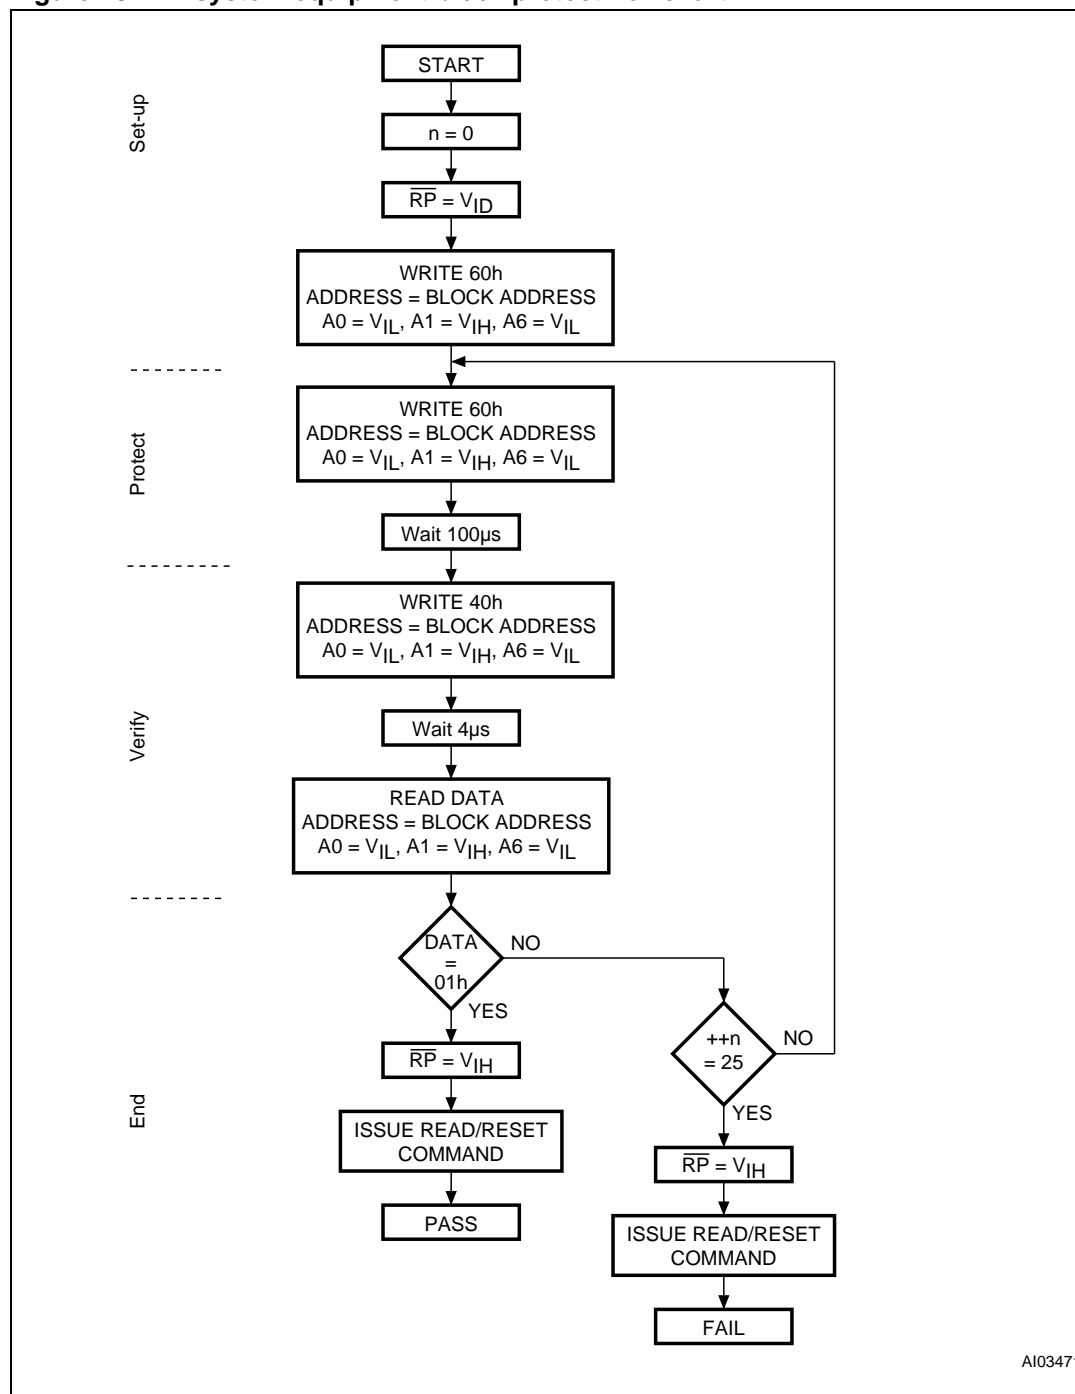 START
Set-up
n = 0
RP = VID
WRITE 60h
ADDRESS = BLOCK ADDRESS
A0 = VIL, A1 = VIH, A6 = VIL
Protect
WRITE 60h
ADDRESS = BLOCK ADDRESS
A0 = VIL, A1 = VIH, A6 = VIL
Wait 100µs
WRITE 40h
ADDRESS = BLOCK ADDRESS
A0 = VIL, A1 = VIH, A6 = VIL
Verify
Wait 4µs
READ DATA
ADDRESS = BLOCK ADDRESS
A0 = VIL, A1 = VIH, A6 = VIL
DATA
=
01h
NO
YES
++n
= 25
NO
YES
End
RP = VIH
ISSUE READ/RESET
COMMAND
PASS
RP = VIH
ISSUE READ/RESET
COMMAND
FAIL
AI03471